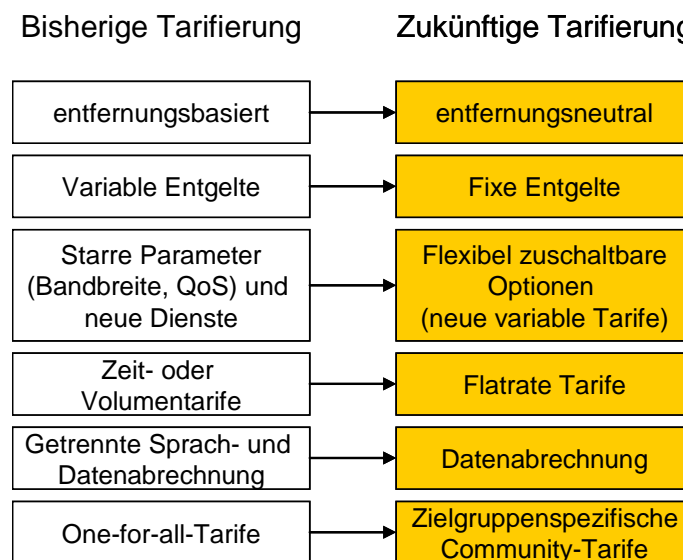 Bisherige Tarifierung
Zukünftige Tarifierung
entfernungsbasiert
entfernungsneutral
Variable Entgelte
Fixe Entgelte
Starre Parameter
(Bandbreite, QoS) und
neue Dienste
Flexibel zuschaltbare
Optionen
(neue variable Tarife)
Zeit- oder
Volumentarife
Flatrate Tarife
Getrennte Sprach- und
Datenabrechnung
Datenabrechnung
One-for-all-Tarife
Zielgruppenspezifische
Community-Tarife